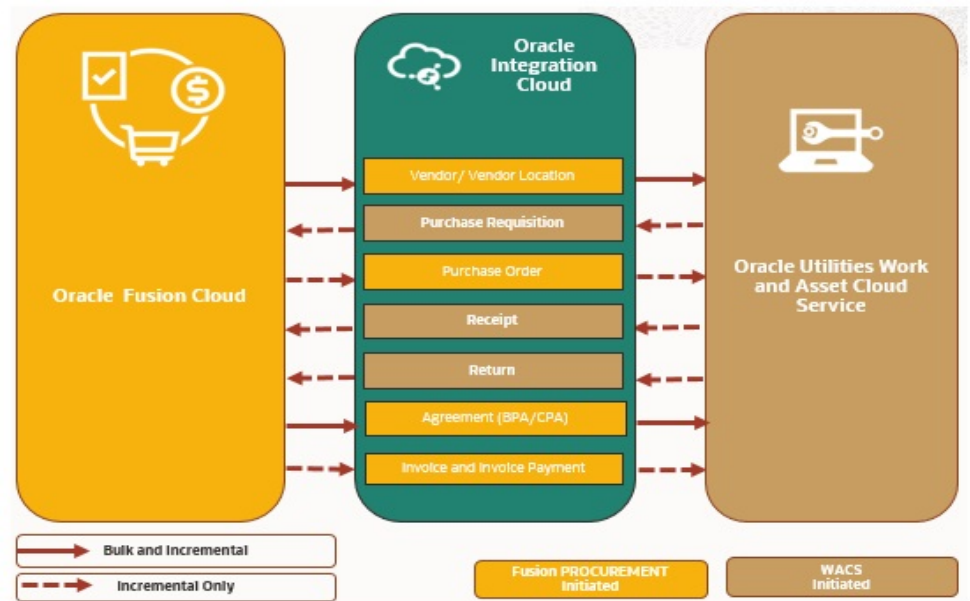 Oracle
Integration
Cloud
Vendor/ Vendor Location
Purchase Requisition
Purchase Order
Receipt
Return
Agreement (BPA/CPA)
Invoice and Invoice Payment
Oracle Fusion Cloud
Oracle Utilities Work
and Asset Cloud
Service
Bulk and Incremental
Incremental Only
Fusion PROCUREMENT
Initiated
WACS
Initiated